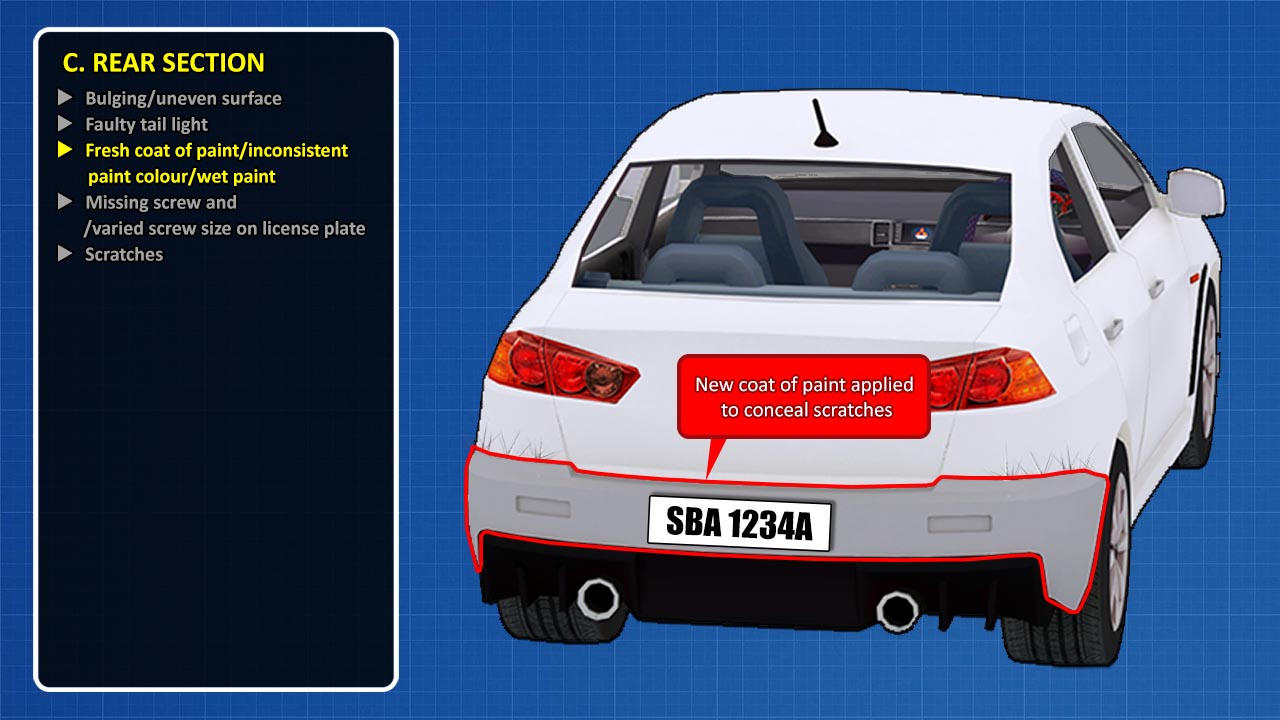 C. REAR SECTION
Bulging/uneven surface
Faulty tail light
Fresh coat of paint/inconsistent
paint colour/wet paint
Missing screw and
/varied screw size on license plate
Scratches
New coat of paint applied
to conceal scratches
SBA 1234A